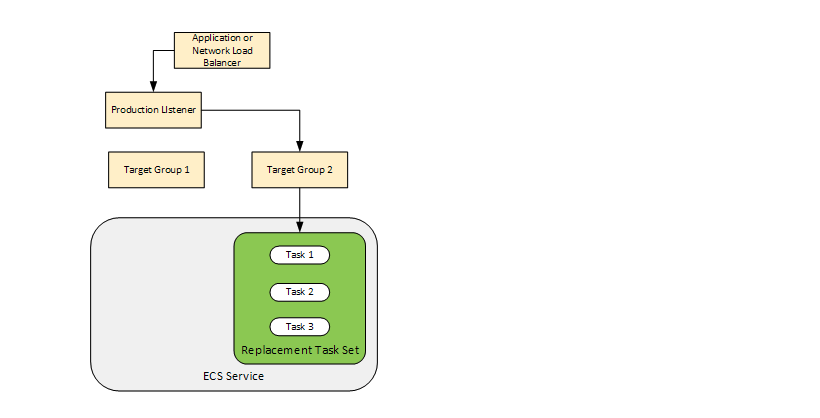 Application or
Network Load
Balancer
Production LIstener
Target Group 1
Target Group 2
Task 1
Task 2
Task 3
Replacement Task Set
ECS Service